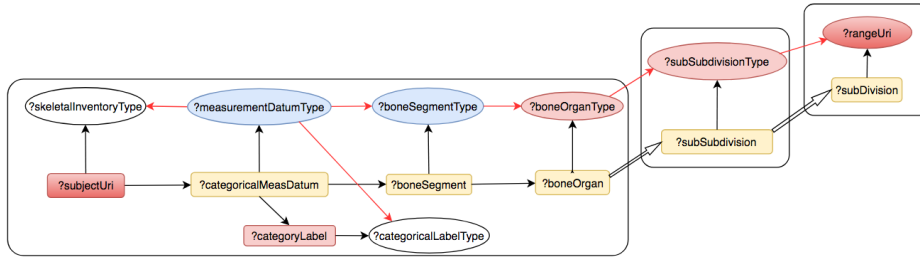 ?rangeUri
?subSubdivisionType
?subDivision
?skeletalInventoryType
?measurementDatumType
?boneSegmentType
?boneOrganType
?subSubdivision
?subjectUri
?categoricalMeasDatum
?boneSegment
?boneOrgan
?categoryLabel
?categoricalLabelType